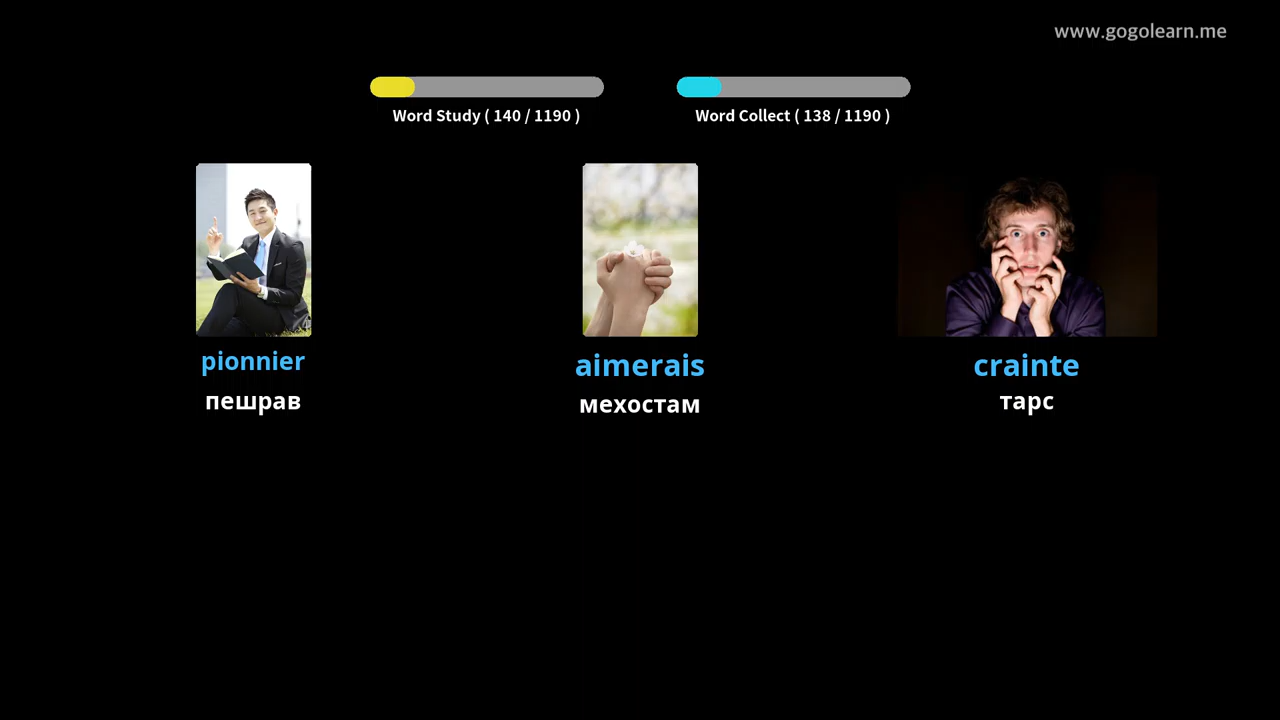 www.gogolearn.me
Word Study ( 140 / 1190 )
Word Collect ( 138 / 1190 )
pionnier
aimerais
crainte
пешрав
мехостам
тарс